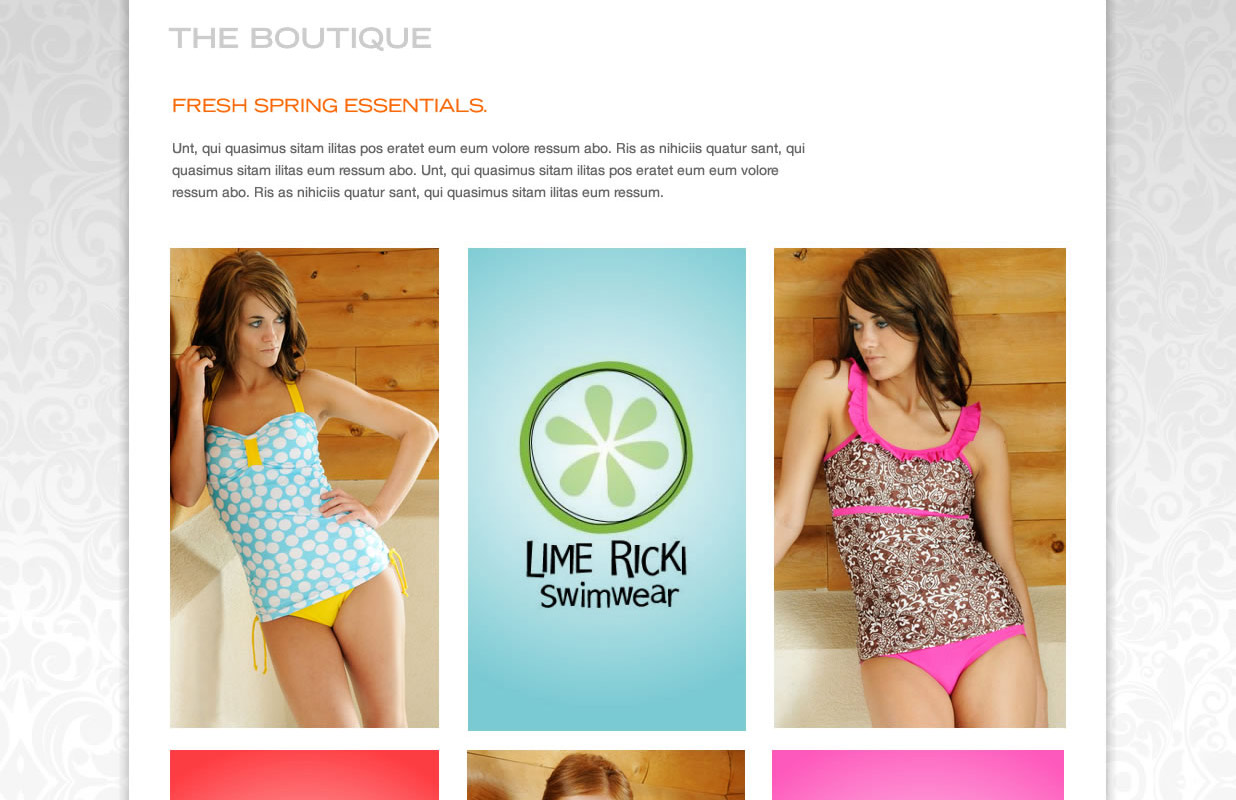 THE BOUTIQUE
FRESH SPRING ESSENTIALS.
Unt, qui quasimus sitam ilitas pos eratet eum eum volore ressum abo. Ris as nihiciis quatur sant, qui
quasimus sitam ilitas eum ressum abo. Unt, qui quasimus sitam ilitas pos eratet eum eum volore
ressum abo. Ris as nihiciis quatur sant, qui quasimus sitam ilitas eum ressum.
LIME RICKI
Swimwear